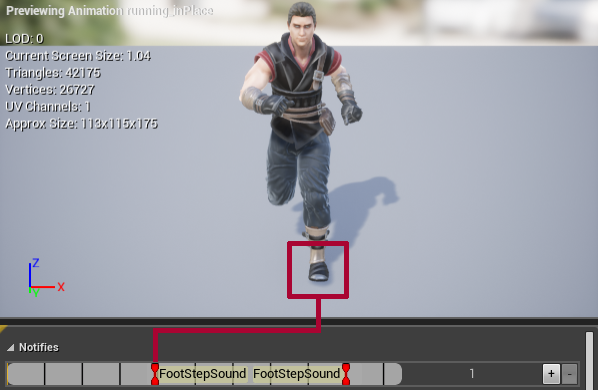 Previewing Animation running_inPlace
LOD: 0
Current Screen Size: 1.04
Triangles: 42175
Vertices: 26727
UV Channels: 1
Approx Size: 113x115x175
Z
X
Y
Notifies
FootStepSound FootStepSound 1 + -